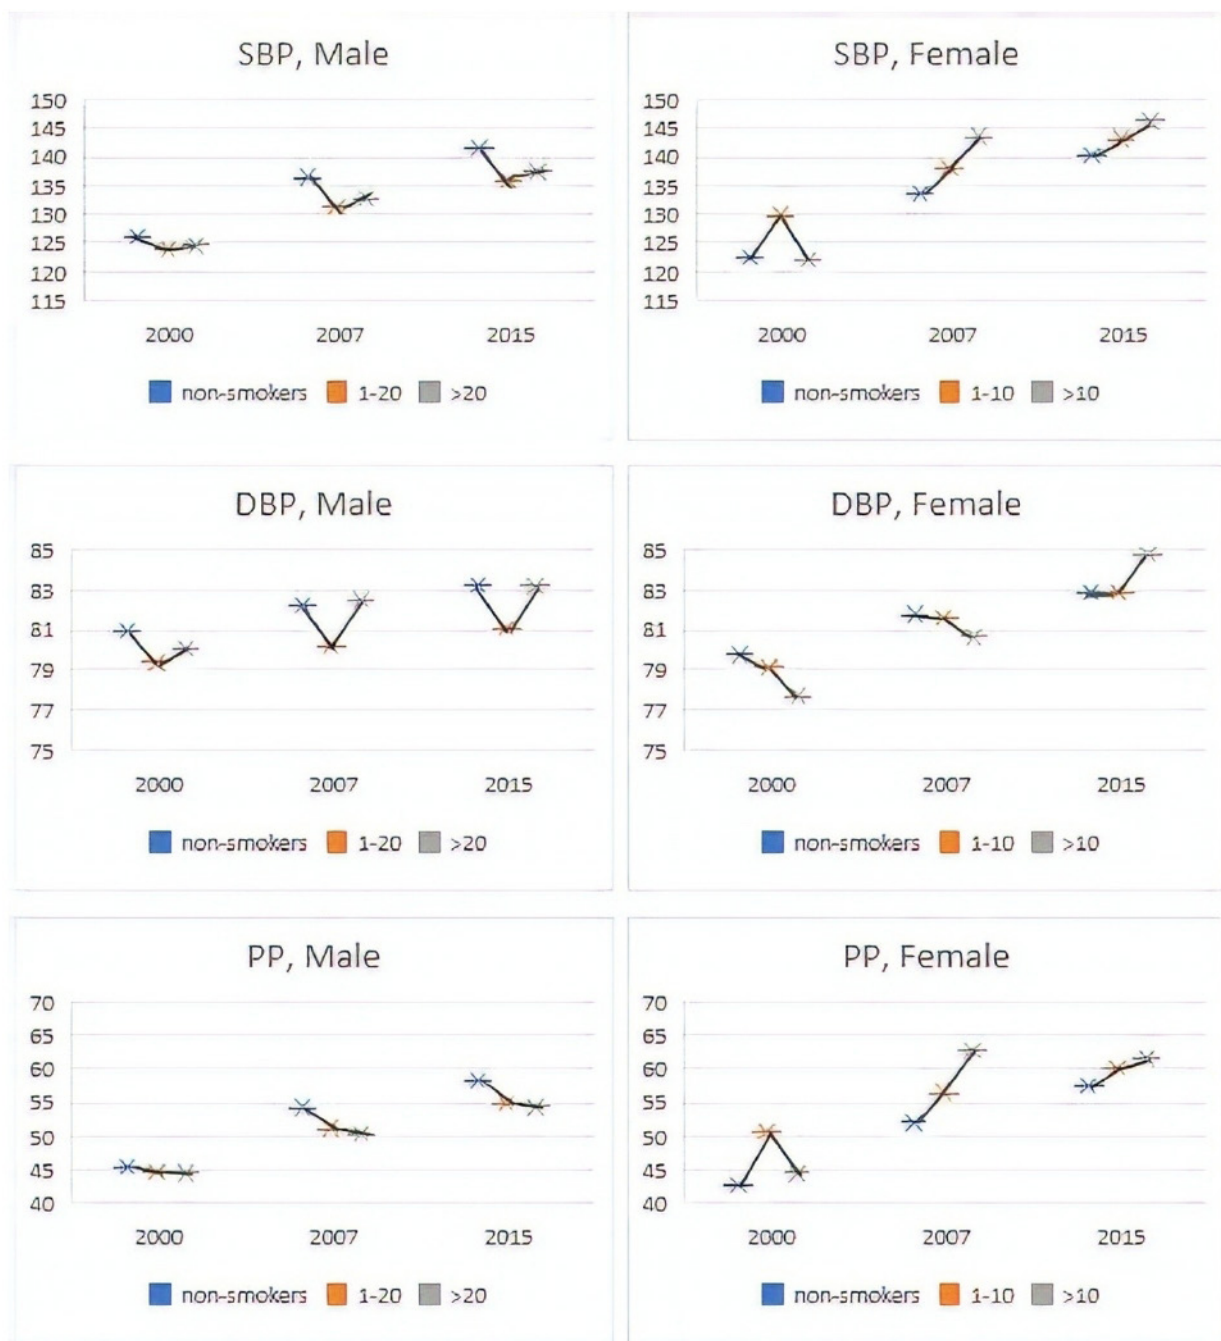 SBP, Male
150
145
140
135
130
125
120
115
2000 2007 2015
non-smokers 1-20 >20
SBP, Female
150
145
140
135
130
125
120
115
2000 2007 2015
non-smokers 1-10 >10
DBP, Male
85
83
81
79
77
75
2000 2007 2015
non-smokers 1-20 >20
DBP, Female
85
83
81
79
77
75
2000 2007 2015
non-smokers 1-10 >10
PP, Male
70
65
60
55
50
45
40
2000 2007 2015
non-smokers 1-20 >20
PP, Female
70
65
60
55
50
45
40
2000 2007 2015
non-smokers 1-10 >10